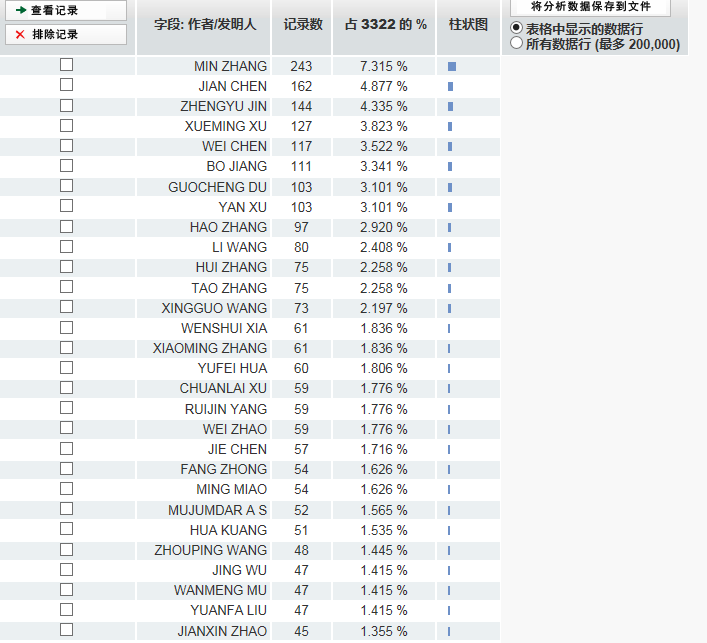 查看记录
排除记录
字段: 作者/发明人 记录数 占 3322 的 % 柱状图
将分析数据保存到文件
表格中显示的数据行
所有数据行 (最多 200,000)
MIN ZHANG 243 7.315 %
JIAN CHEN 162 4.877 %
ZHENGYU JIN 144 4.335 %
XUEMING XU 127 3.823 %
WEI CHEN 117 3.522 %
BO JIANG 111 3.341 %
GUOCHENG DU 103 3.101 %
YAN XU 103 3.101 %
HAO ZHANG 97 2.920 %
LI WANG 80 2.408 %
HUI ZHANG 75 2.258 %
TAO ZHANG 75 2.258 %
XINGGUO WANG 73 2.197 %
WENSHUI XIA 61 1.836 %
XIAOMING ZHANG 61 1.836 %
YUFEI HUA 60 1.806 %
CHUANLAI XU 59 1.776 %
RUIJIN YANG 59 1.776 %
WEI ZHAO 59 1.776 %
JIE CHEN 57 1.716 %
FANG ZHONG 54 1.626 %
MING MIAO 54 1.626 %
MUJUMDAR A S 52 1.565 %
HUA KUANG 51 1.535 %
ZHOUPING WANG 48 1.445 %
JING WU 47 1.415 %
WANMENG MU 47 1.415 %
YUANFA LIU 47 1.415 %
JIANXIN ZHAO 45 1.355 %